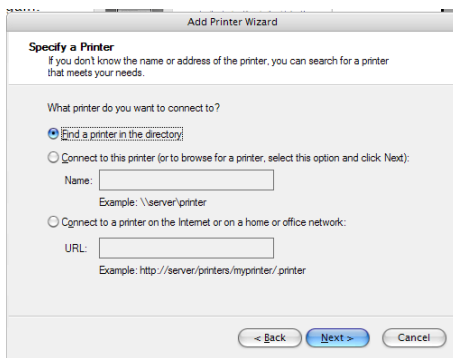 Add Printer Wizard
Specify a Printer
If you don't know the name or address of the printer, you can search for a printer
that meets your needs.
What printer do you want to connect to?
Find a printer in the directory
Connect to this printer (or to browse for a printer, select this option and click Next):
Name:
Example: \\server\printer
Connect to a printer on the Internet or on a home or office network:
URL:
Example: http://server/printers/myprinter/.printer
< Back
Next >
Cancel